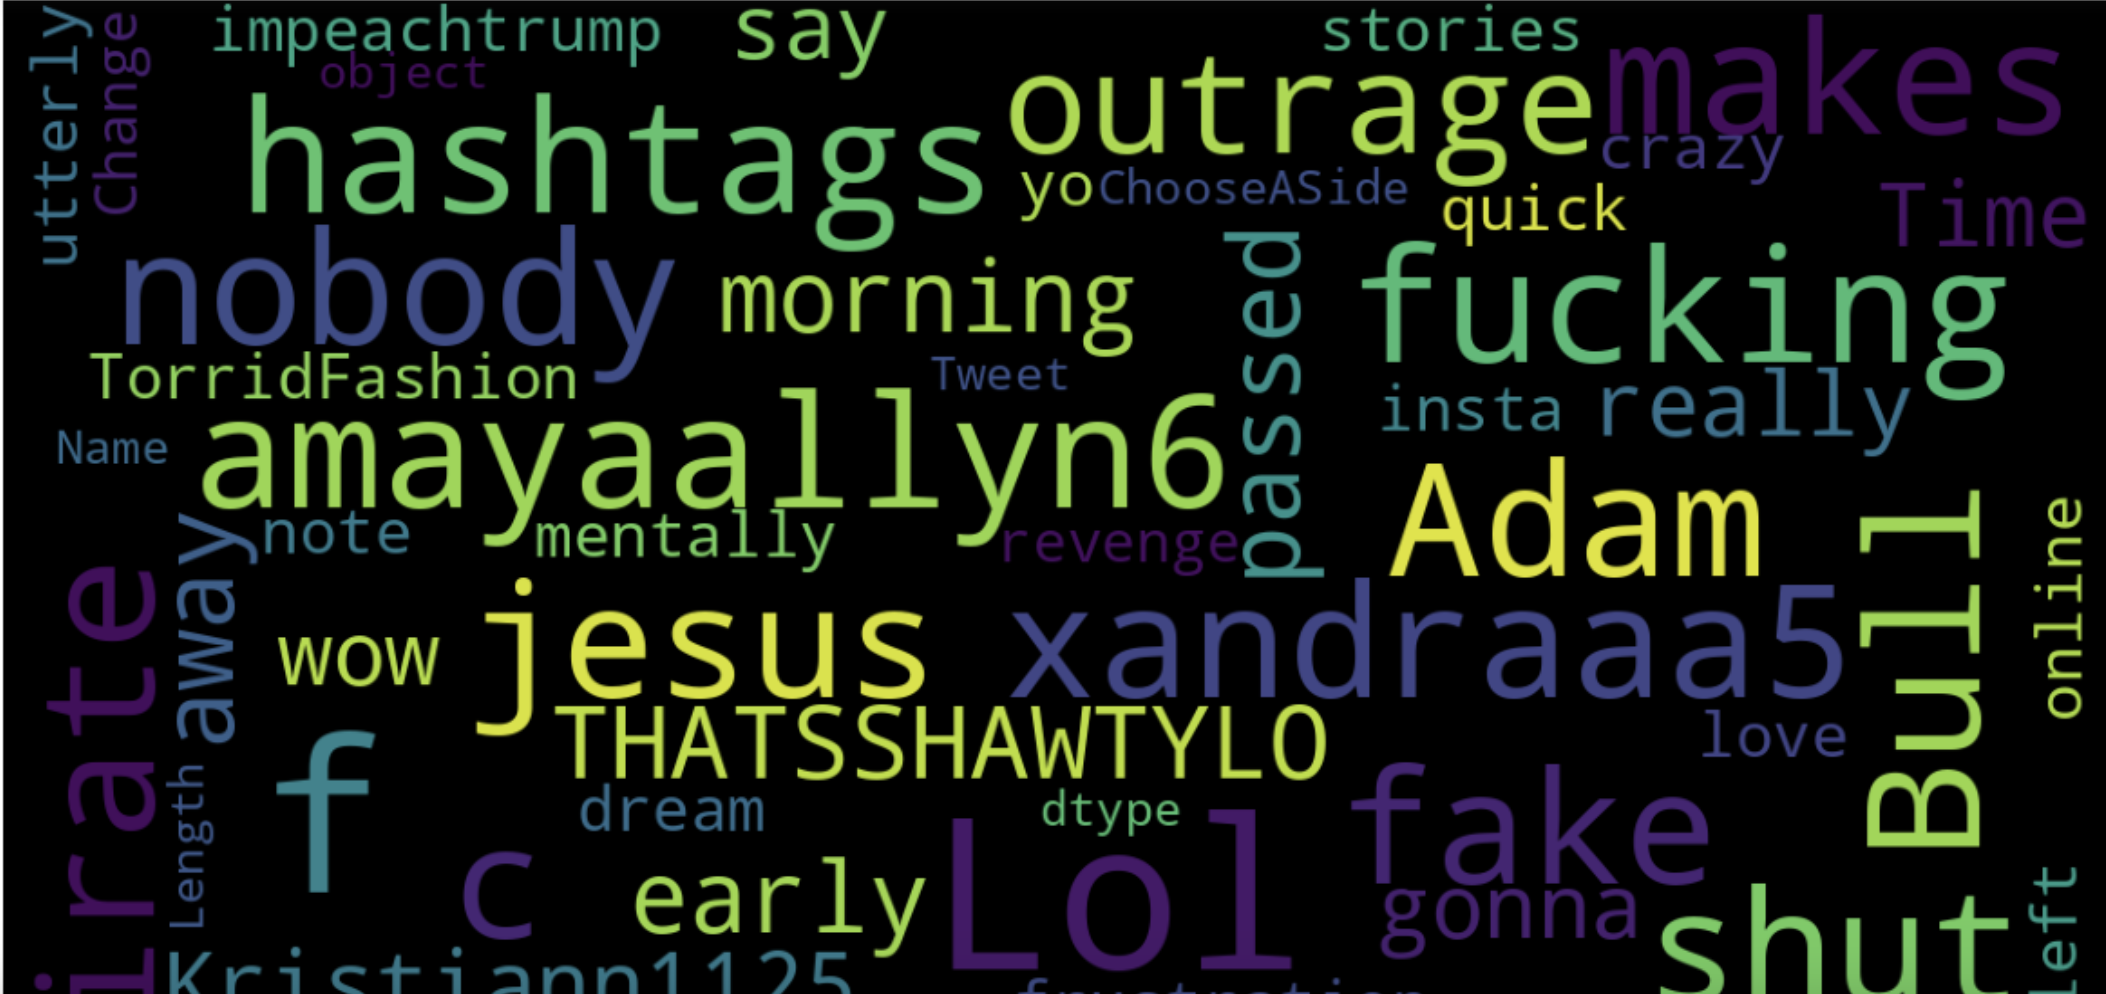 utterly
Change
impeachtrump
say
stories
makes
object
hashtags
outrage
crazy
yo
ChooseASide
quick
Time
nobody
morning
passed
fucking
TorridFashion
Tweet
insta
really
Name
amayaallyn6
Adam
Bull
online
note
mentally
revenge
away
irate
wow
jesus
xandraaa5
THATSSHAWTYLO
love
f
Length
dream
dtype
fake
c
early
Lol
gonna
shut
left
Kristiann1125
frustration